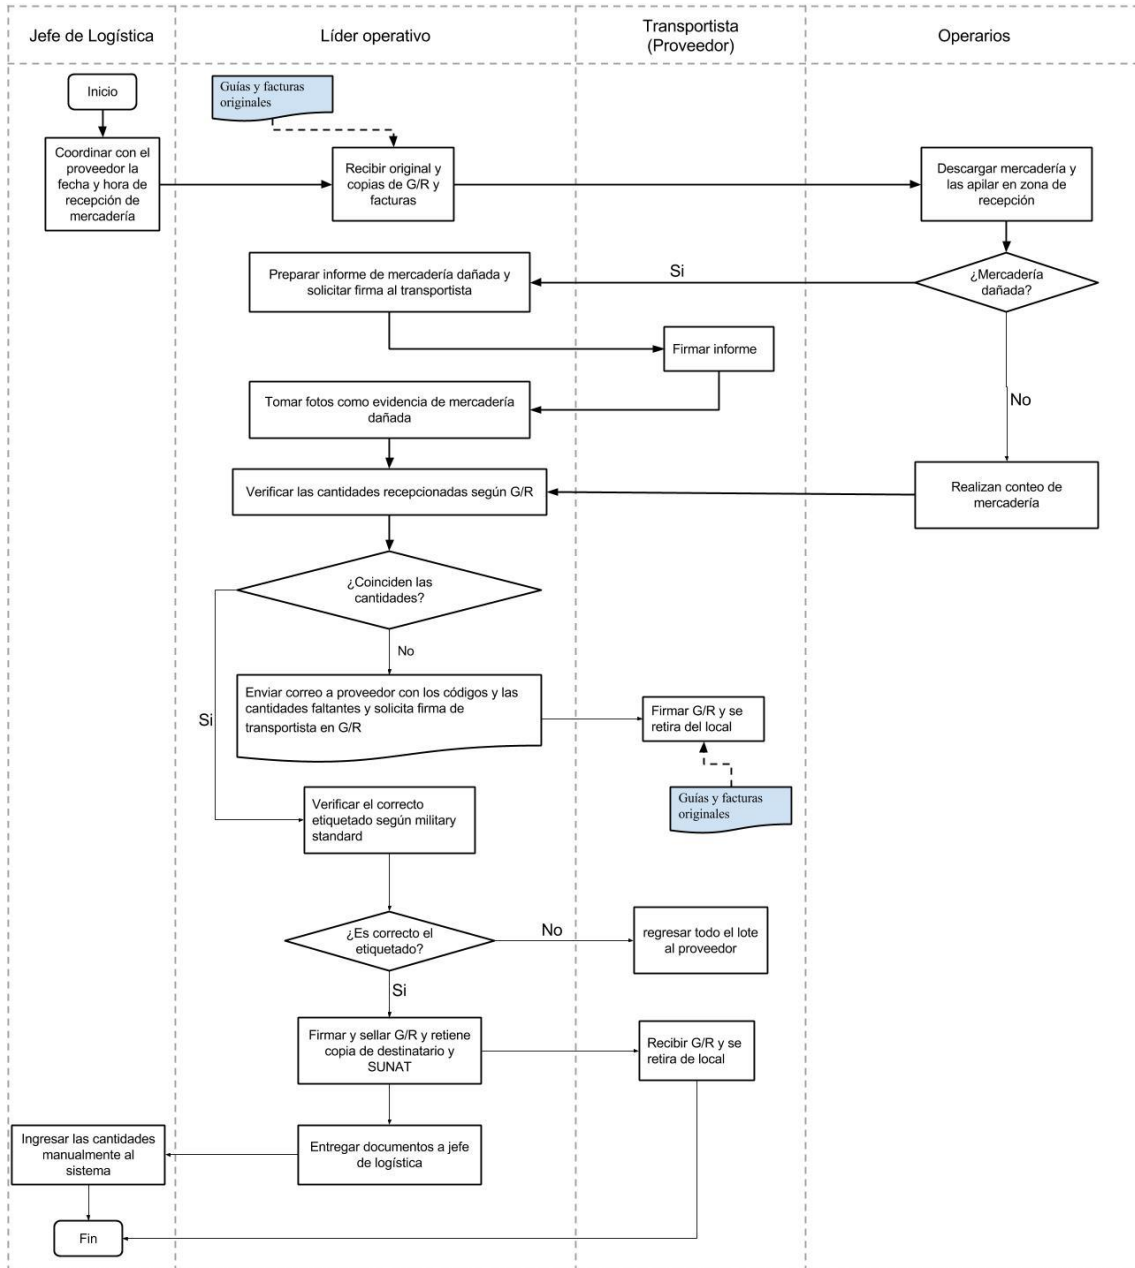 Jefe de Logística
Líder operativo
Transportista
(Proveedor)
Operarios
Inicio
Guías y facturas
originales
Coordinar con el
proveedor la
fecha y hora de
recepción de
mercadería
Recibir original y
copias de G/R y
facturas
Descargar mercadería y
las apilar en zona de
recepción
Preparar informe de mercadería dañada y
solicitar firma al transportista
Si
¿Mercadería
dañada?
Firmar informe
Tomar fotos como evidencia de mercadería
dañada
No
Verificar las cantidades recepcionadas según G/R
Realizan conteo de
mercadería
¿Coinciden las
cantidades?
No
Si
Enviar correo a proveedor con los códigos y las
cantidades faltantes y solicita firma de
transportista en G/R
Firmar G/R y se
retira del local
Guías y facturas
originales
Verificar el correcto
etiquetado según military
standard
¿Es correcto el
etiquetado?
No
regresar todo el lote
al proveedor
Si
Firmar y sellar G/R y retiene
copia de destinatario y
SUNAT
Recibir G/R y se
retira de local
Ingresar las cantidades
manualmente al
sistema
Entregar documentos a jefe
de logística
Fin